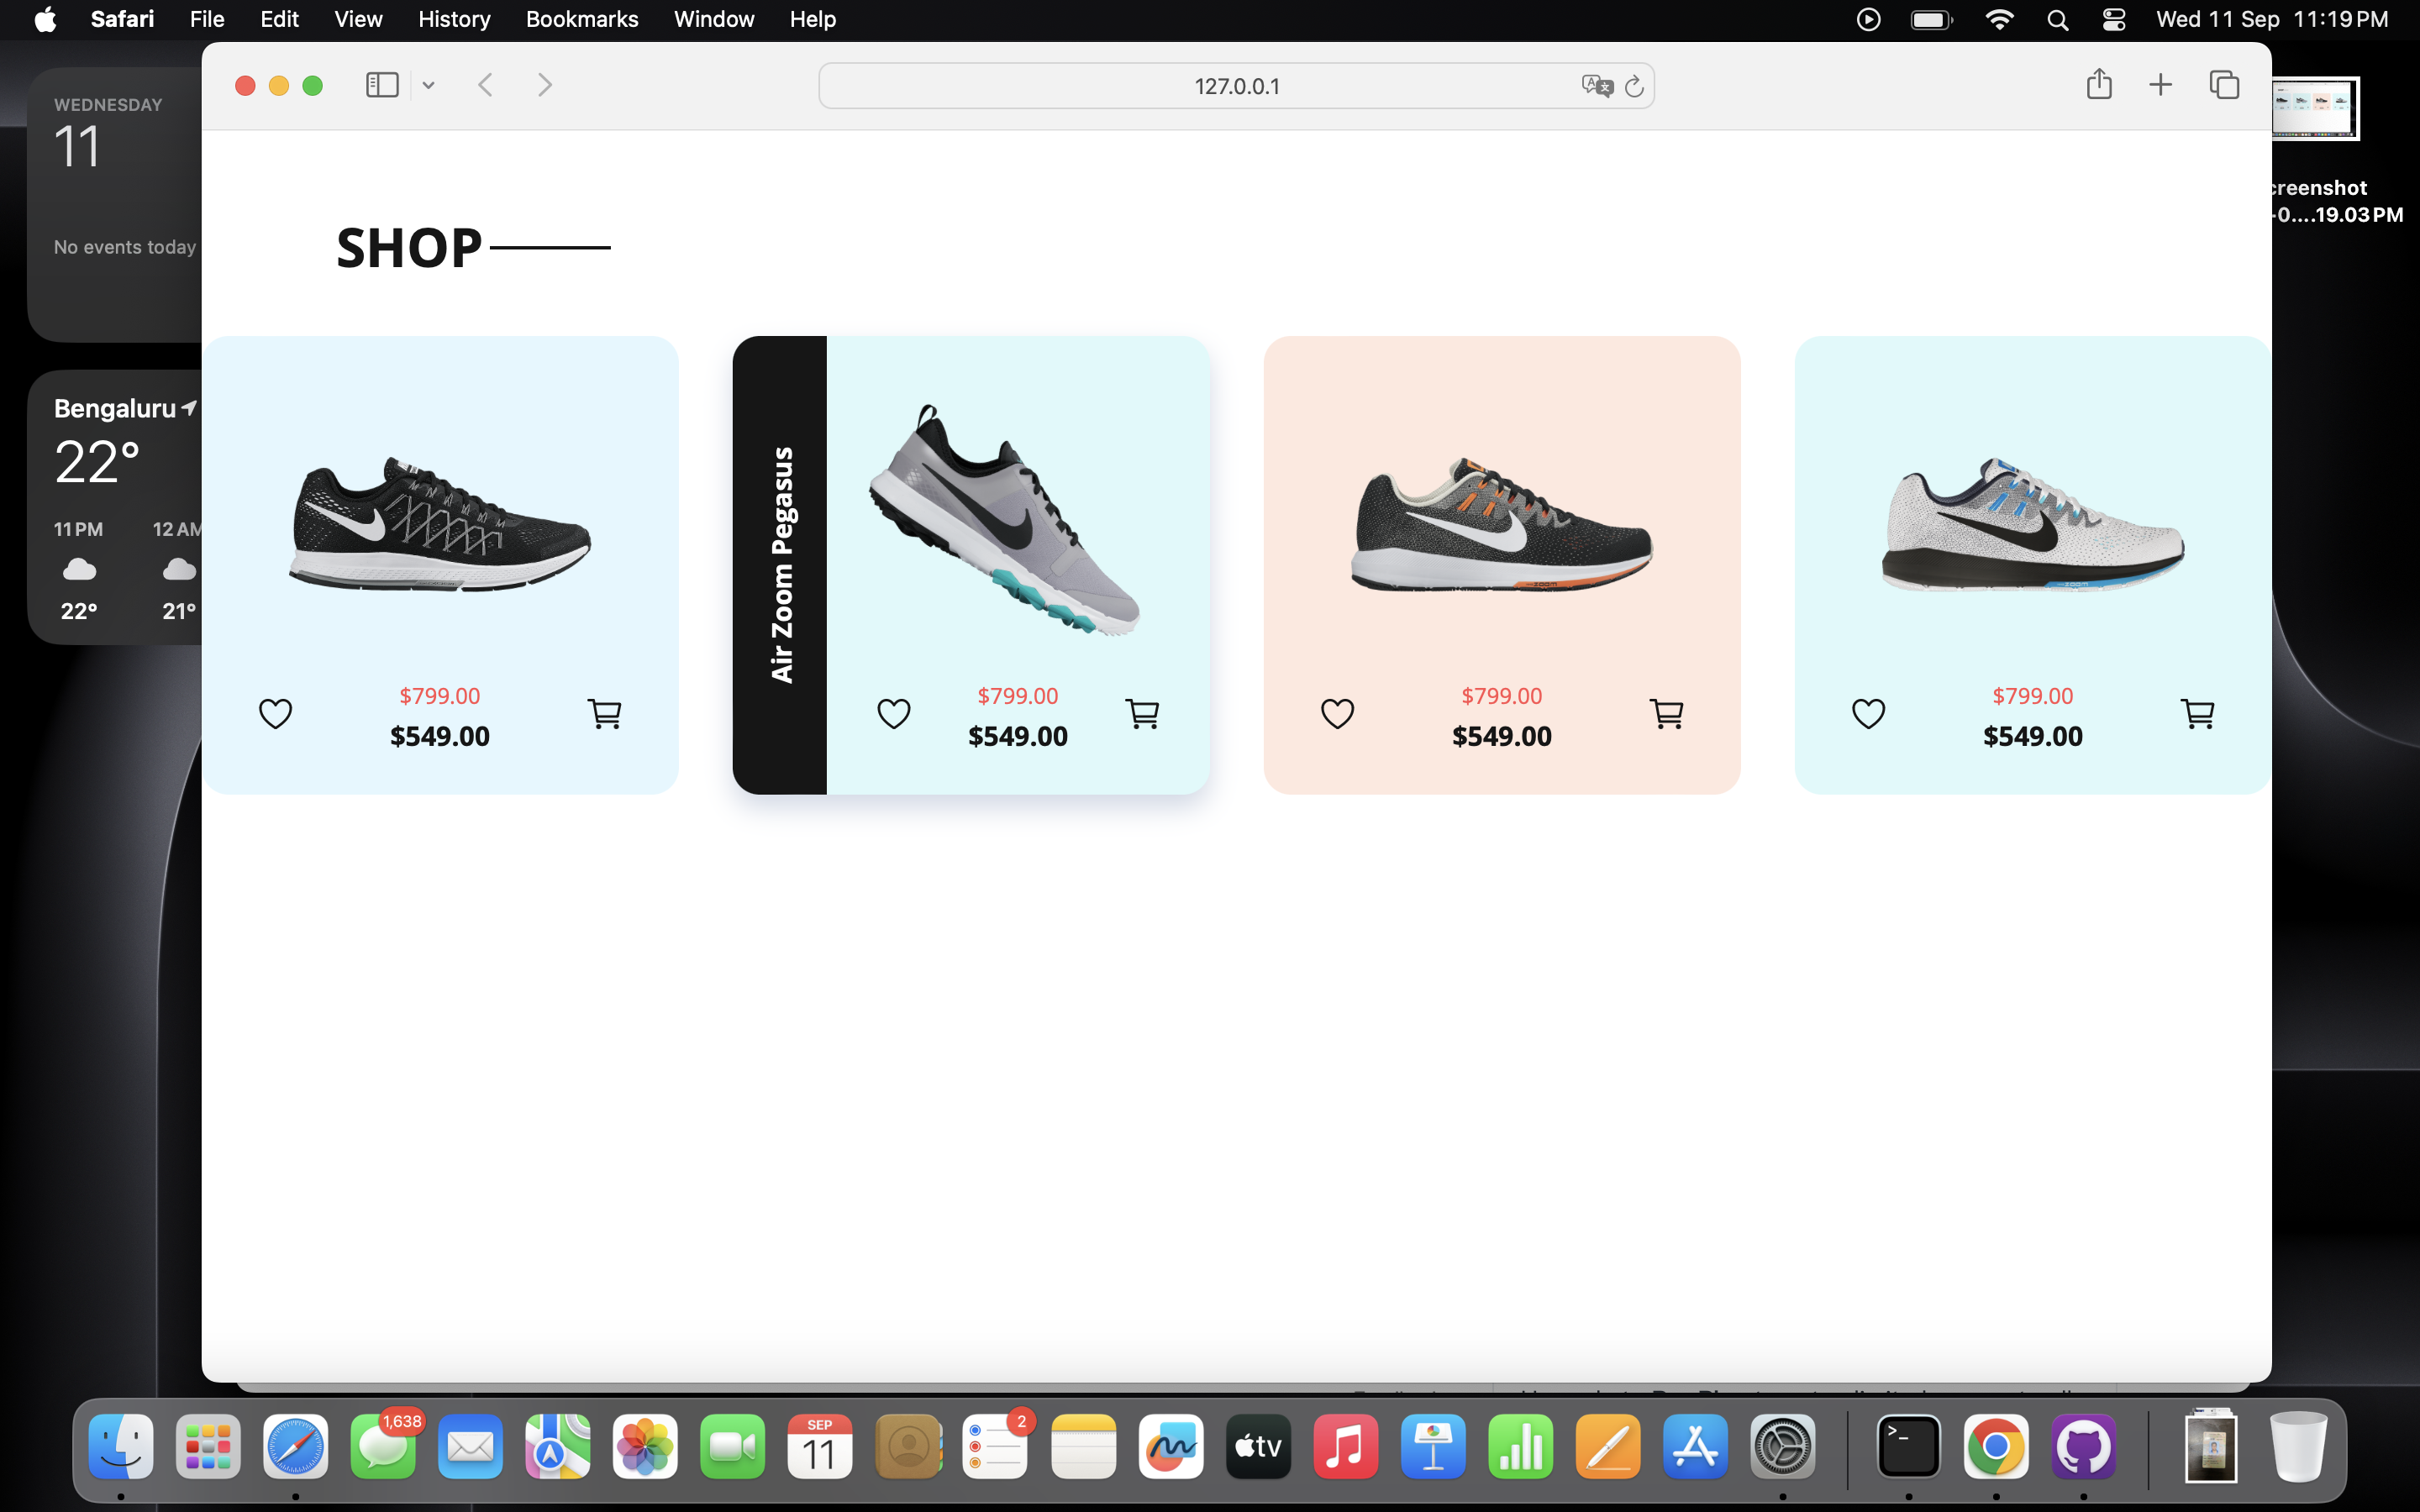 Safari File Edit View History Bookmarks Window Help
Wed 11 Sep 11:19 PM
127.0.0.1
WEDNESDAY
11
No events today
Bengaluru
22°
11 PM 12 AM
22° 21°
creenshot
-0....19.03 PM
SHOP
Air Zoom Pegasus
$799.00
$549.00
$799.00
$549.00
$799.00
$549.00
$799.00
$549.00
1,638
SEP
11
2
tv
>_